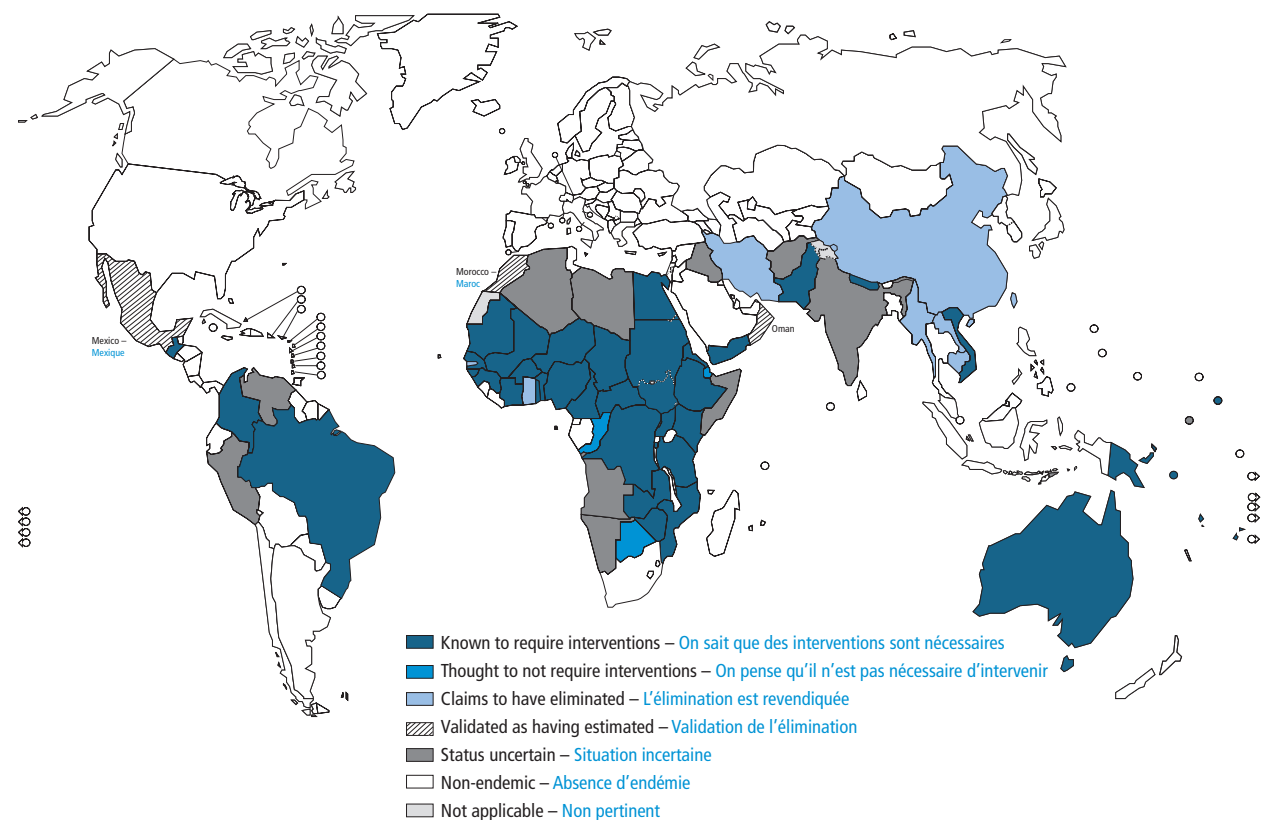 Morocco –
Maroc
Oman
Mexico –
Mexique
Known to require interventions – On sait que des interventions sont nécessaires
Thought to not require interventions – On pense qu’il n’est pas nécessaire d’intervenir
Claims to have eliminated – L’élimination est revendiquée
Validated as having estimated – Validation de l’élimination
Status uncertain – Situation incertaine
Non-endemic – Absence d’endémie
Not applicable – Non pertinent